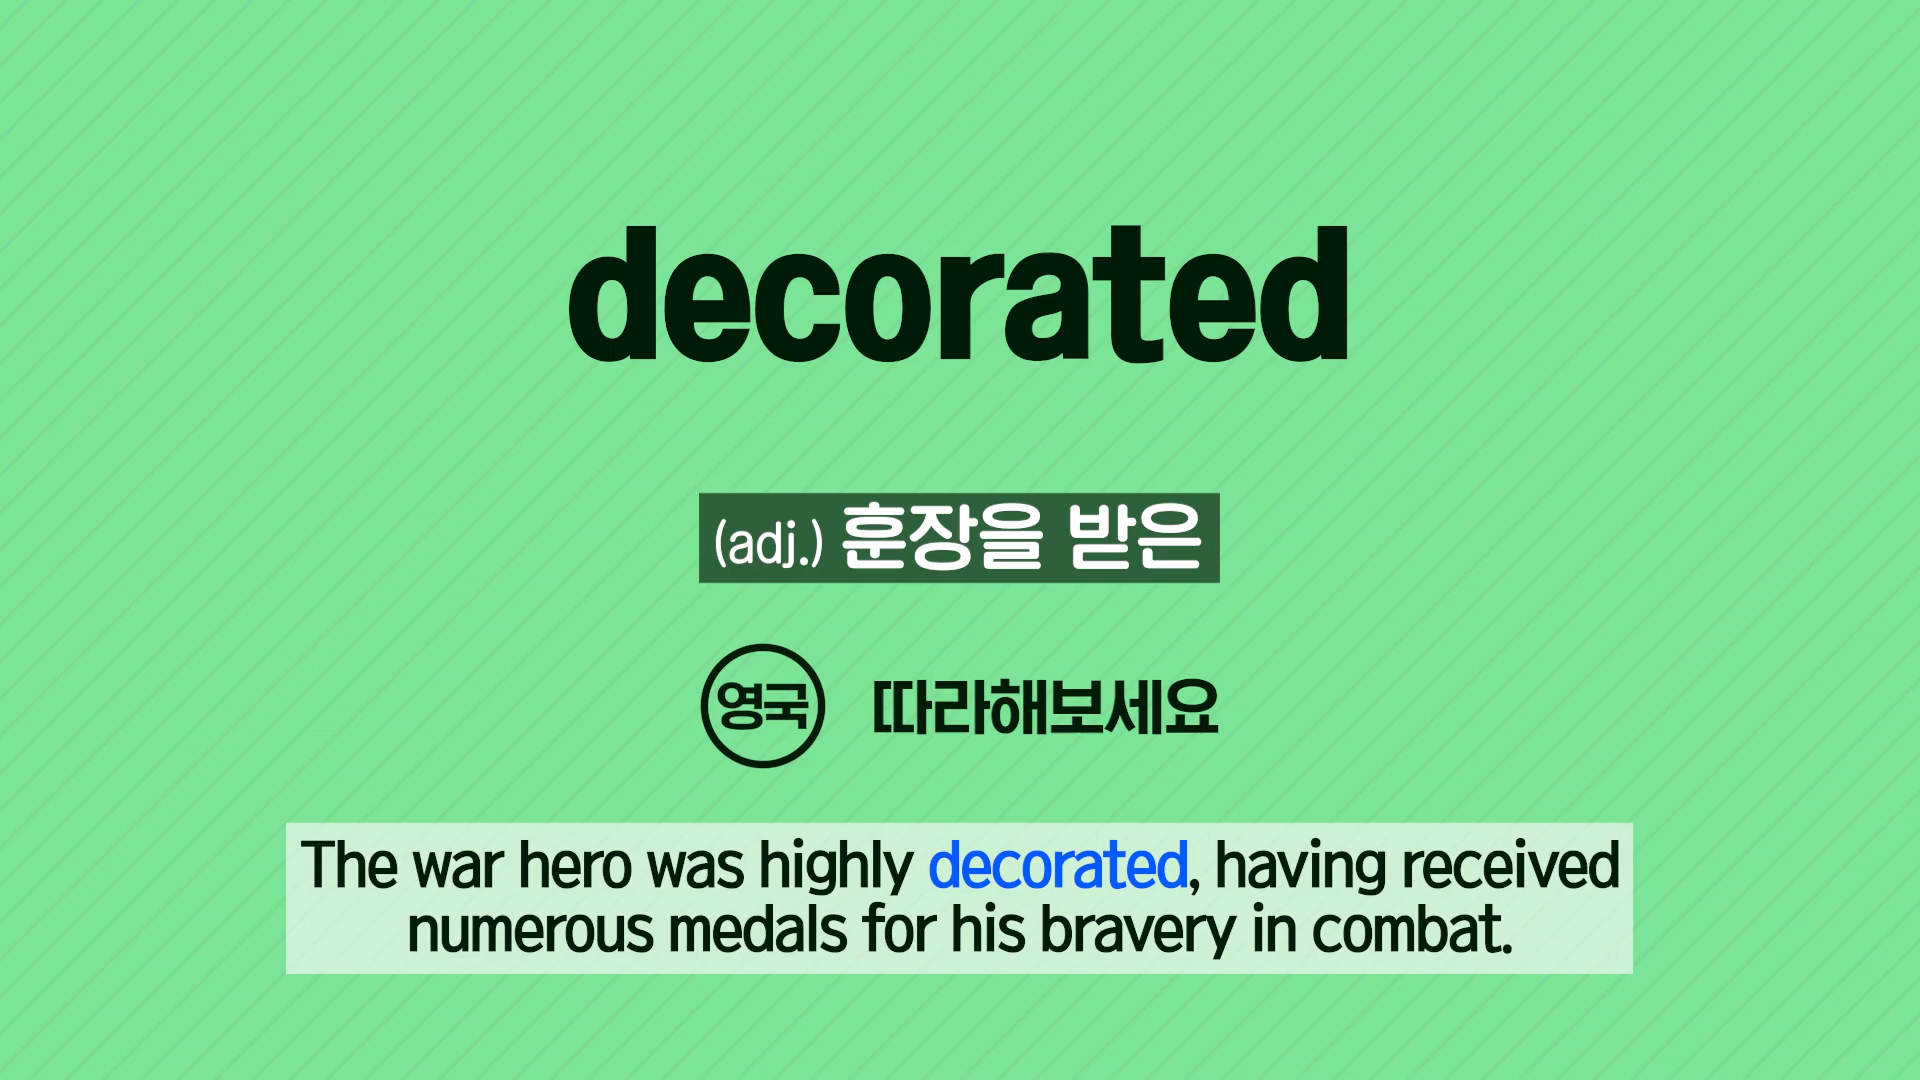 decorated
(adj.) 훈장을 받은
영국 따라해보세요
The war hero was highly decorated, having received
numerous medals for his bravery in combat.